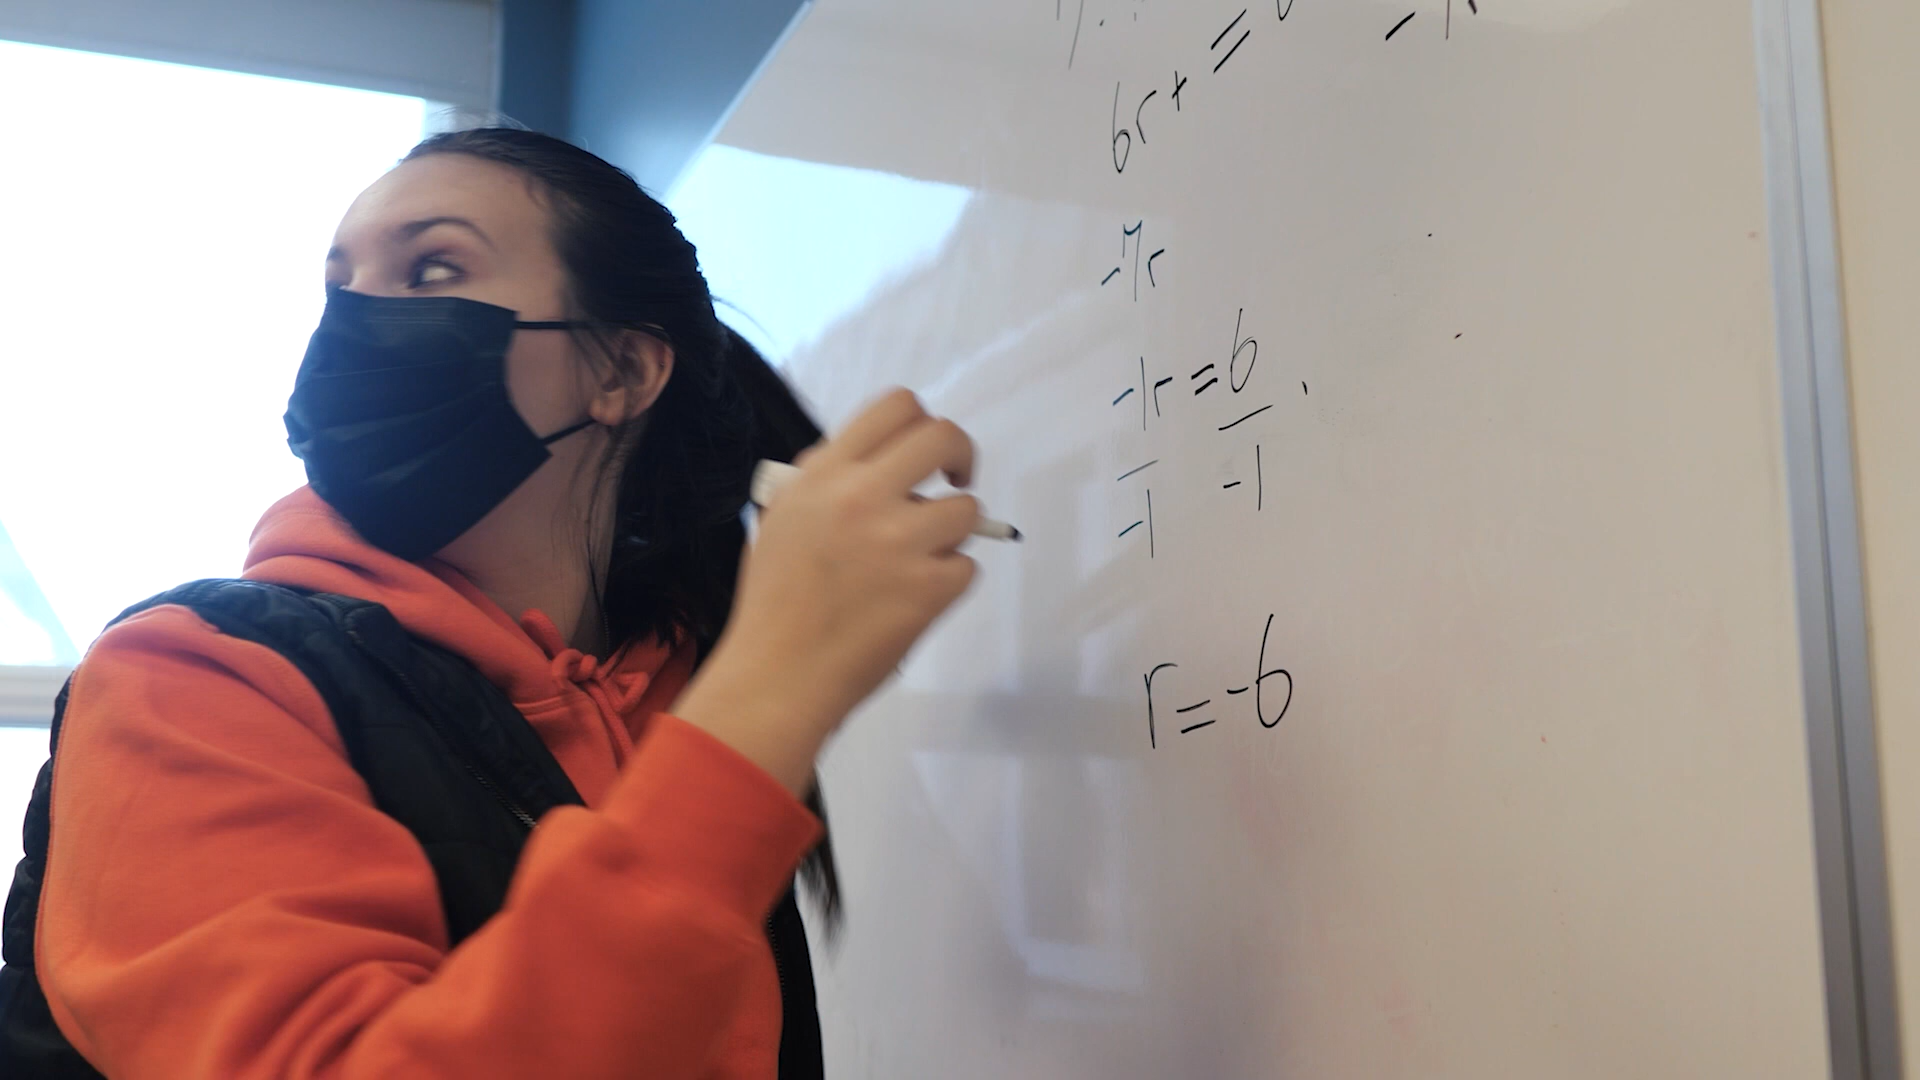 6r+ =
-7r
-1r = 6
-1 -1
r = -6